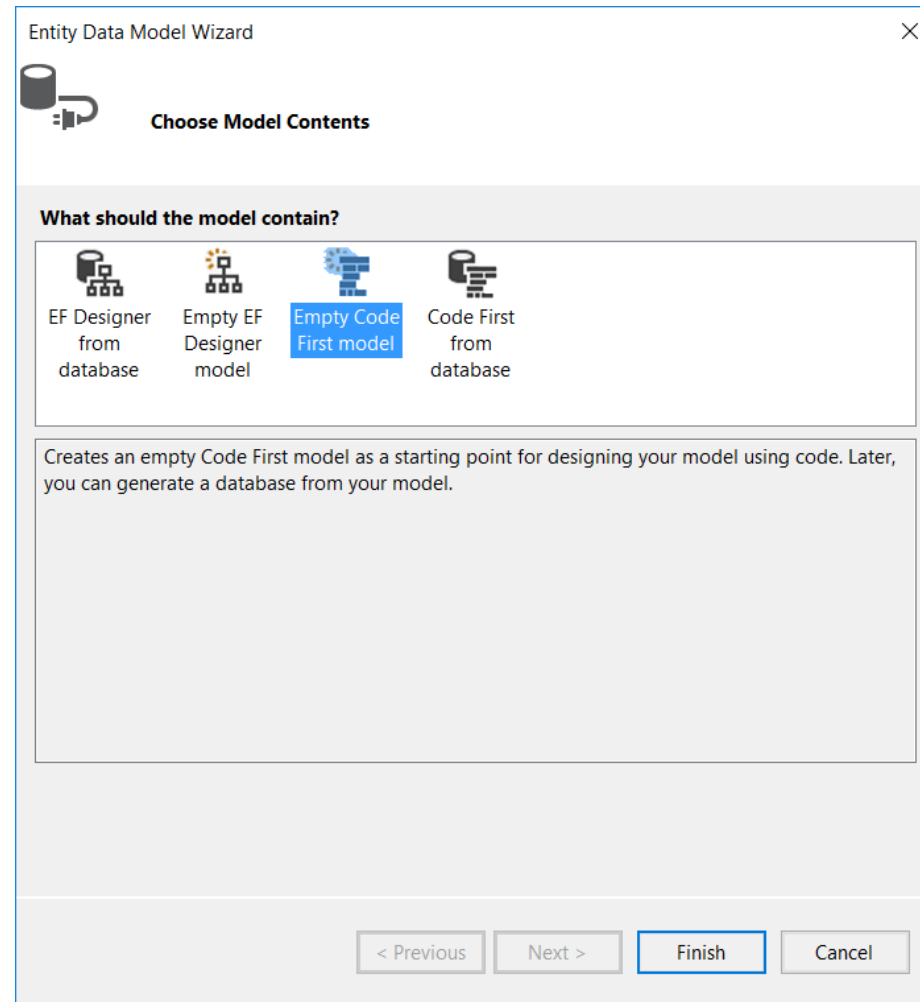 Entity Data Model Wizard
Choose Model Contents
What should the model contain?
EF Designer
from
database
Empty EF
Designer
model
Empty Code
First model
Code First
from
database
Creates an empty Code First model as a starting point for designing your model using code. Later,
you can generate a database from your model.
< Previous
Next >
Finish
Cancel